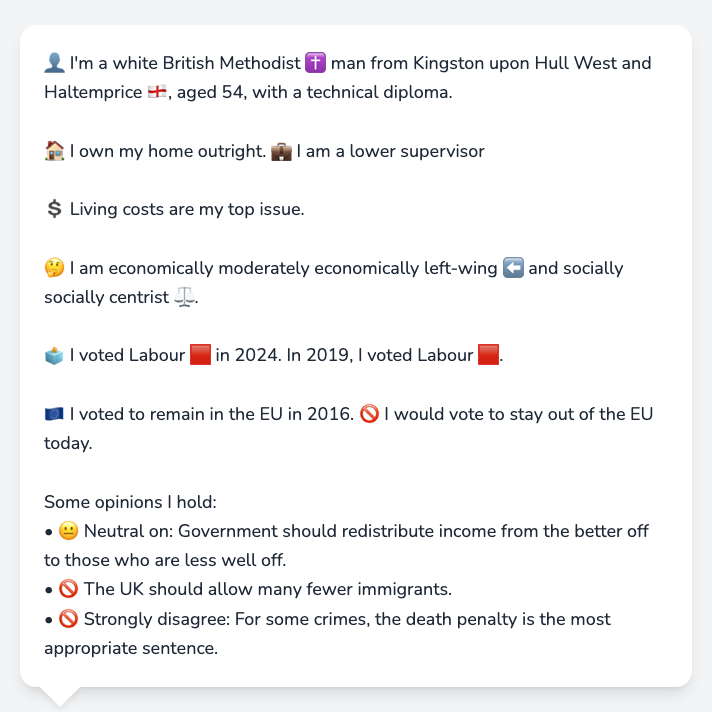 👤 I'm a white British Methodist ✝️ man from Kingston upon Hull West and
Haltemprice 🏴󠁧󠁢󠁥󠁮󠁧󠁿, aged 54, with a technical diploma.
🏠 I own my home outright. 💼 I am a lower supervisor
💲 Living costs are my top issue.
🤔 I am economically moderately economically left-wing ⬅️ and socially
socially centrist ⚖️.
🗳️ I voted Labour 🟥 in 2024. In 2019, I voted Labour 🟥.
🇪🇺 I voted to remain in the EU in 2016. 🚫 I would vote to stay out of the EU
today.
Some opinions I hold:
• 😐 Neutral on: Government should redistribute income from the better off
to those who are less well off.
• 🚫 The UK should allow many fewer immigrants.
• 🚫 Strongly disagree: For some crimes, the death penalty is the most
appropriate sentence.